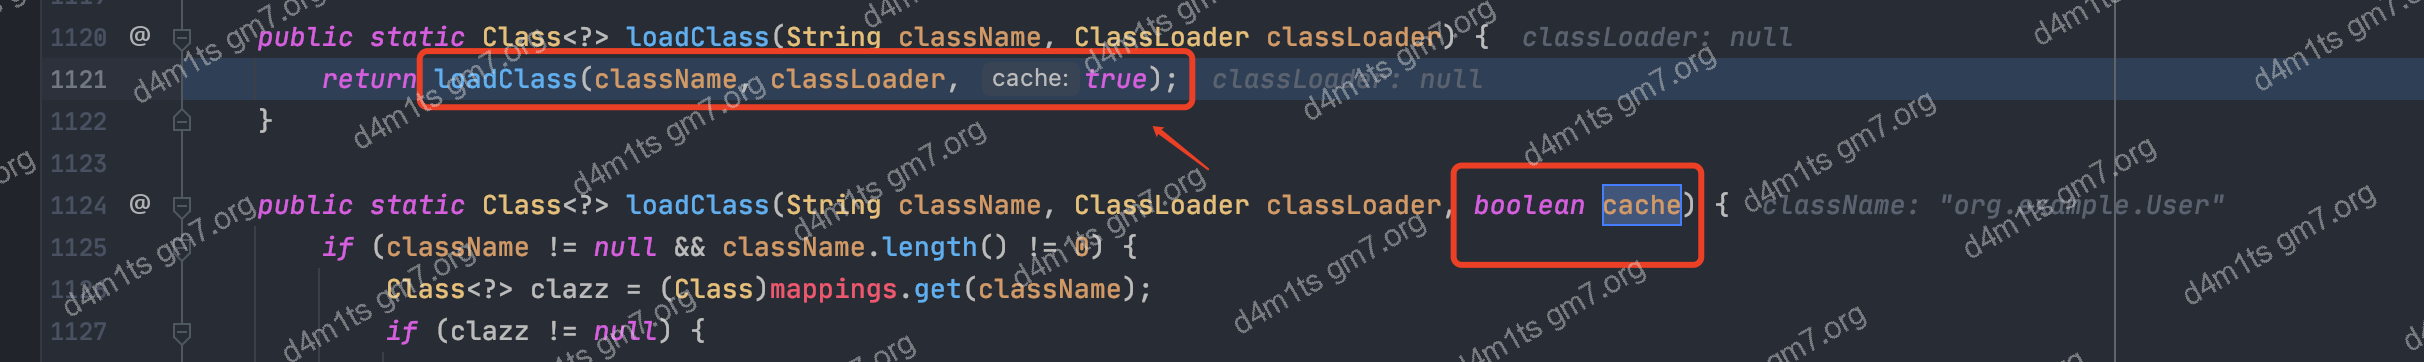 1120 @ public static Class<?> loadClass(String className, ClassLoader classLoader) { classLoader: null
1121 return loadClass(className, classLoader, cache: true); classLoader: null
1122 }
1123
1124 @ public static Class<?> loadClass(String className, ClassLoader classLoader, boolean cache) { className: "org.example.User"
1125 if (className != null && className.length() != 0) {
1126 Class<?> clazz = (Class)mappings.get(className);
1127 if (clazz != null) {
d4m1ts gm7.org